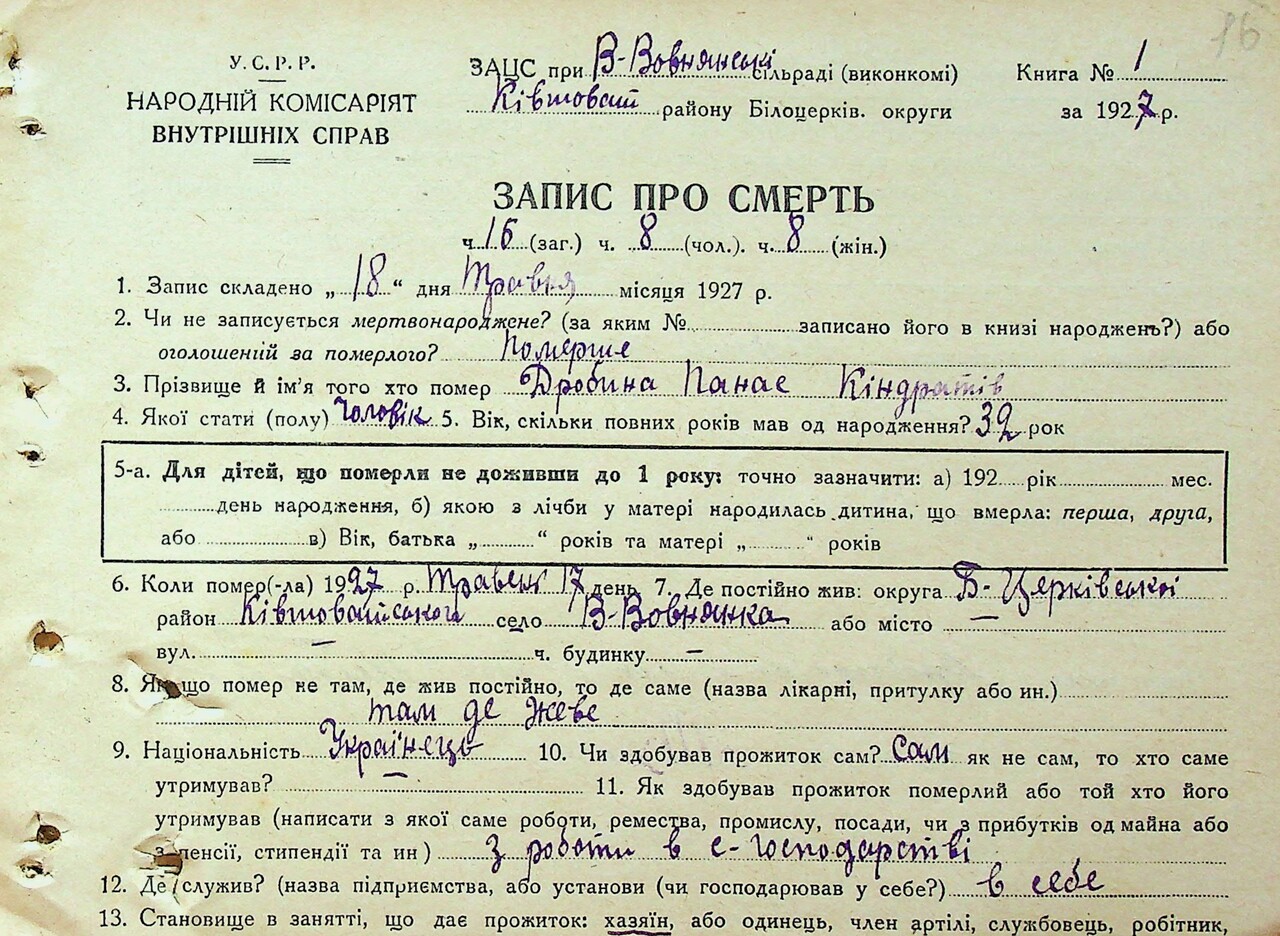 16
У.С.Р.Р.
НАРОДНІЙ КОМІСАРІЯТ
ВНУТРІШНІХ СПРАВ
ЗАЦС при В-Вовнянські сільраді (виконкомі)
Ківшовай району Білоцерків. округи
Книга № 1
за 1927 р.
ЗАПИС ПРО СМЕРТЬ
ч 16 (заг.) ч. 8 (чол.). ч. 8 (жін.)
1. Запис складено „18“ дня Травня місяця 1927 р.
2. Чи не записується мертвонароджене? (за яким № записано його в книзі народжень?) або
оголошений за померлого? Померше
3. Прізвище й ім'я того хто помер Дробина Панас Кіндратів
4. Якої стати (полу) Чоловік 5. Вік, скільки повних років мав од народження? 32 рок
5-а. Для дітей, що померли не доживши до 1 року: точно зазначити: а) 192 рік мес.
день народження, б) якою з лічби у матері народилась дитина, що вмерла: перша, друга,
або в) Вік, батька „ “ років та матері „ “ років
6. Коли помер(-ла) 1927 р. Травень 17 день 7. Де постійно жив: округа Б-Церківської
район Ківшовайського село В-Вовнянка або місто —
вул. — ч. будинку —
8. Якщо помер не там, де жив постійно, то де саме (назва лікарні, притулку або ин.)
там де жеве
9. Національність Українець 10. Чи здобував прожиток сам? Сам як не сам, то хто саме
утримував? — 11. Як здобував прожиток померлий або той хто його
утримував (написати з якої саме роботи, ремества, промислу, посади, чи з прибутків од майна або
з пенсії, стипендії та ин) з роботи в с-господарстві
12. Де служив? (назва підприємства, або установи (чи господарював у себе?) в себе
13. Становище в занятті, що дає прожиток: хазяїн, або одинець, член артілі, службовець, робітник,